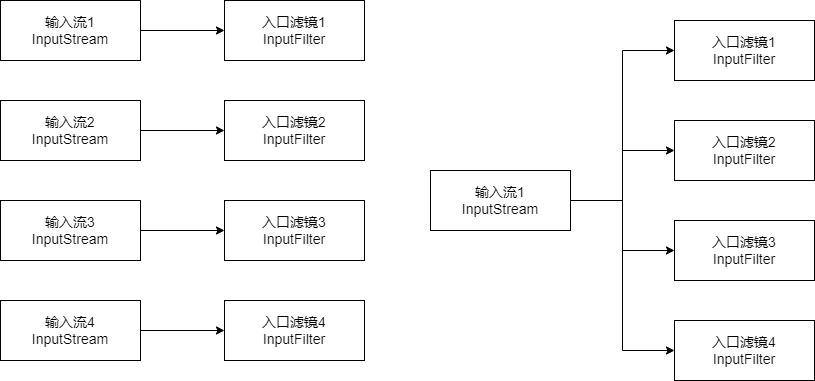 输入流1
InputStream
入口滤镜1
InputFilter
输入流2
InputStream
入口滤镜2
InputFilter
输入流3
InputStream
入口滤镜3
InputFilter
输入流4
InputStream
入口滤镜4
InputFilter
输入流1
InputStream
入口滤镜1
InputFilter
入口滤镜2
InputFilter
入口滤镜3
InputFilter
入口滤镜4
InputFilter